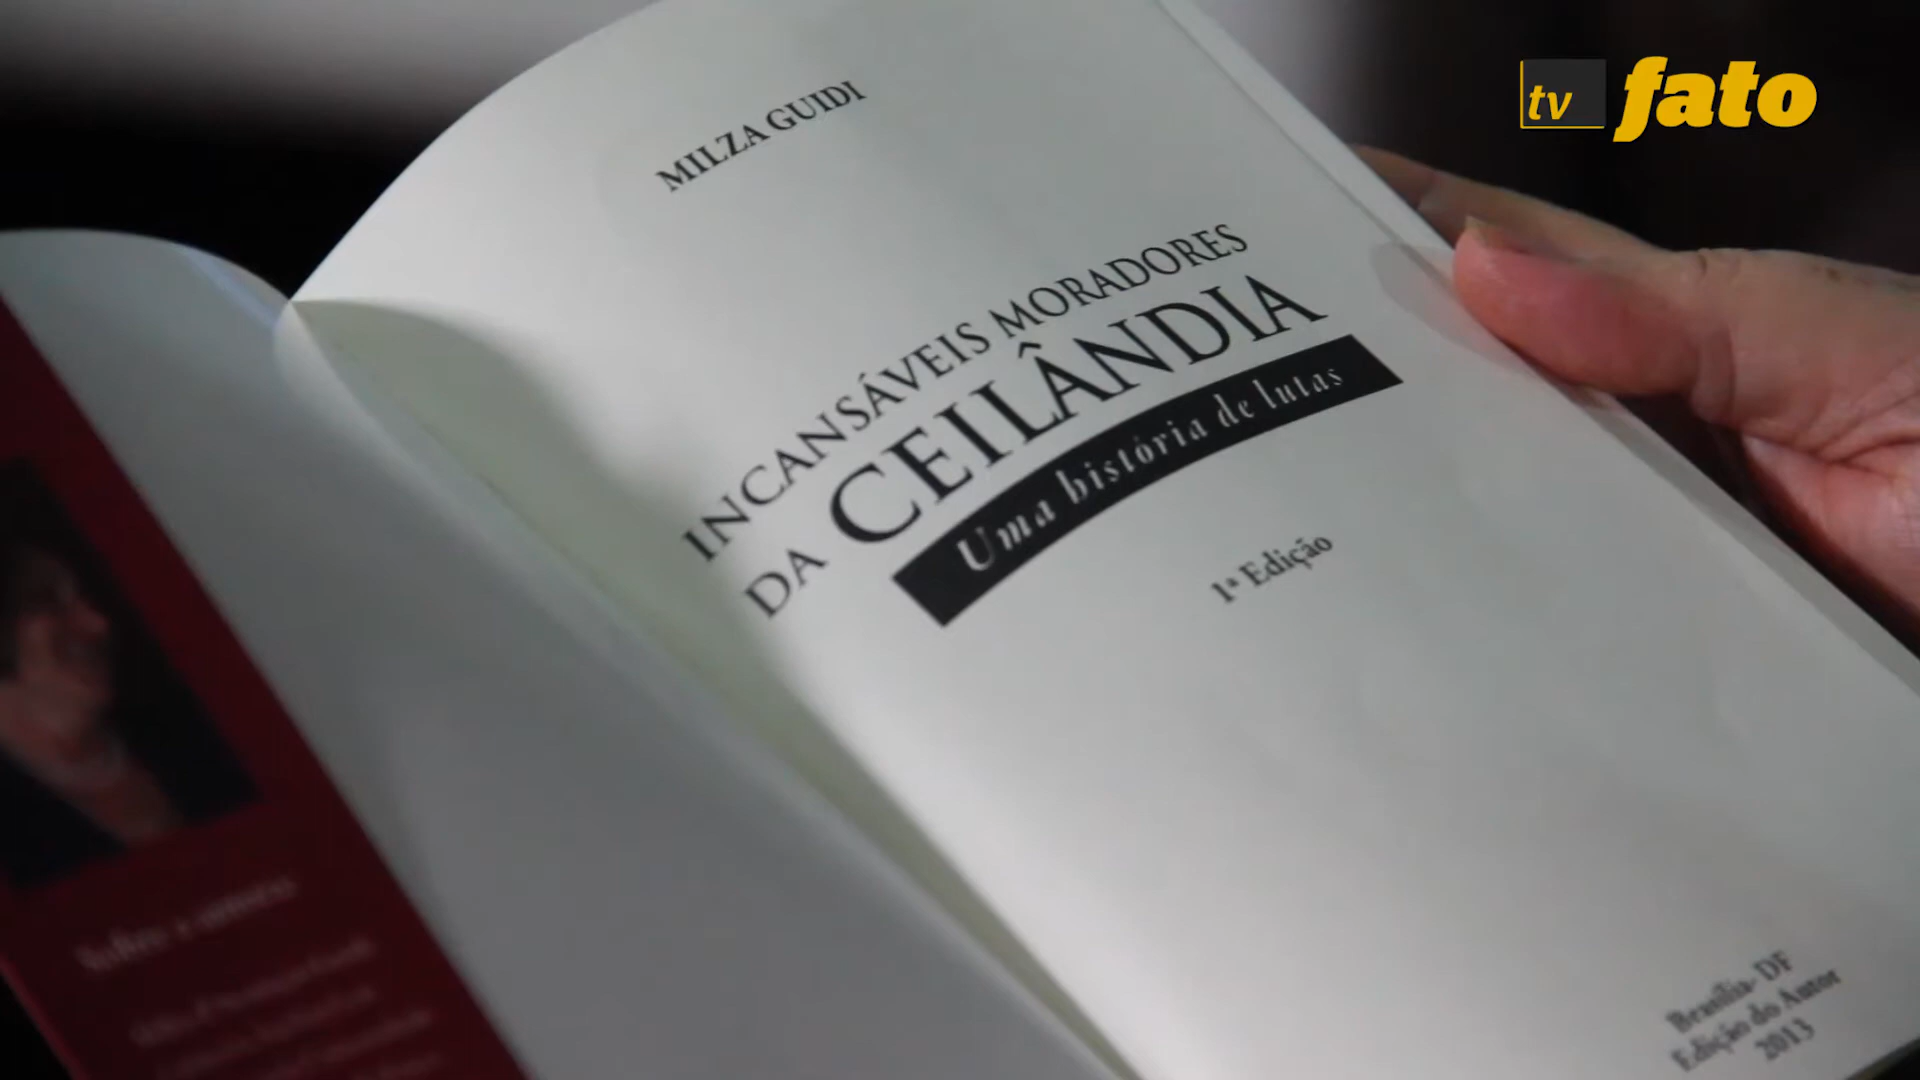 tv fato
MILZA GUIDI
INCANSÁVEIS MORADORES
DA CEILÂNDIA
Uma história de lutas
1ª Edição
Brasília- DF
Edição do Autor
2013